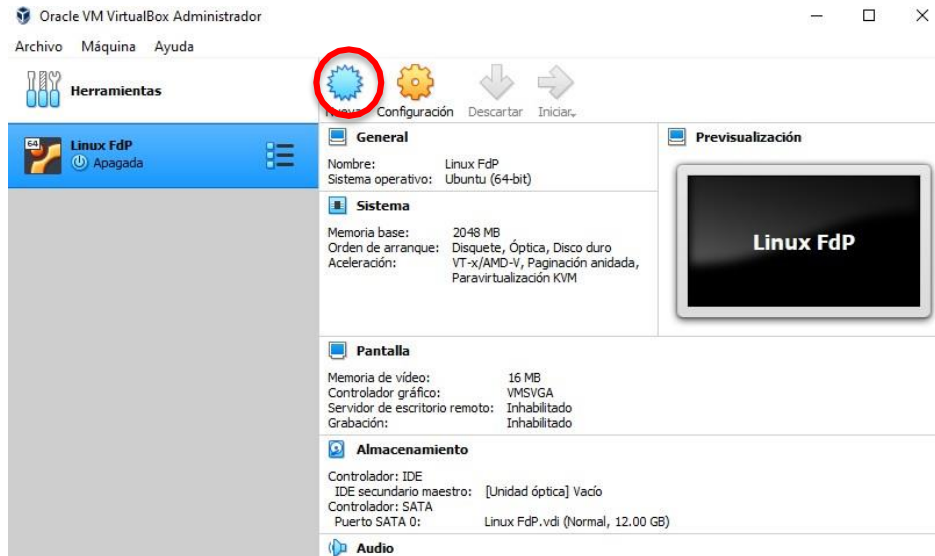 Oracle VM VirtualBox Administrador
Archivo Máquina Ayuda
Herramientas
Nueva Configuración Descartar Iniciar
64
Linux FdP
Apagada
General
Nombre: Linux FdP
Sistema operativo: Ubuntu (64-bit)
Sistema
Memoria base: 2048 MB
Orden de arranque: Disquete, Óptica, Disco duro
Aceleración: VT-x/AMD-V, Paginación anidada,
Paravirtualización KVM
Previsualización
Linux FdP
Pantalla
Memoria de vídeo: 16 MB
Controlador gráfico: VMSVGA
Servidor de escritorio remoto: Inhabilitado
Grabación: Inhabilitado
Almacenamiento
Controlador: IDE
IDE secundario maestro: [Unidad óptica] Vacío
Controlador: SATA
Puerto SATA 0: Linux FdP.vdi (Normal, 12.00 GB)
Audio